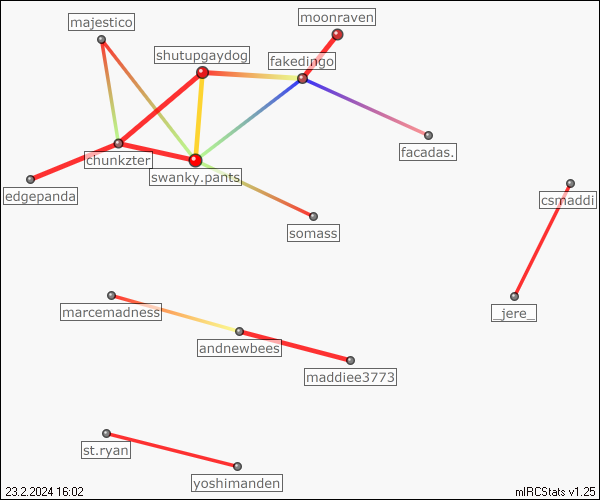 moonraven
majestico
shutupgaydog
fakedingo
facadas.
chunkzter
swanky.pants
edgepanda
csmaddi
somass
_jere_
marcemadness
andnewbees
maddiee3773
st.ryan
yoshimanden
23.2.2024 16:02
mIRCStats v1.25